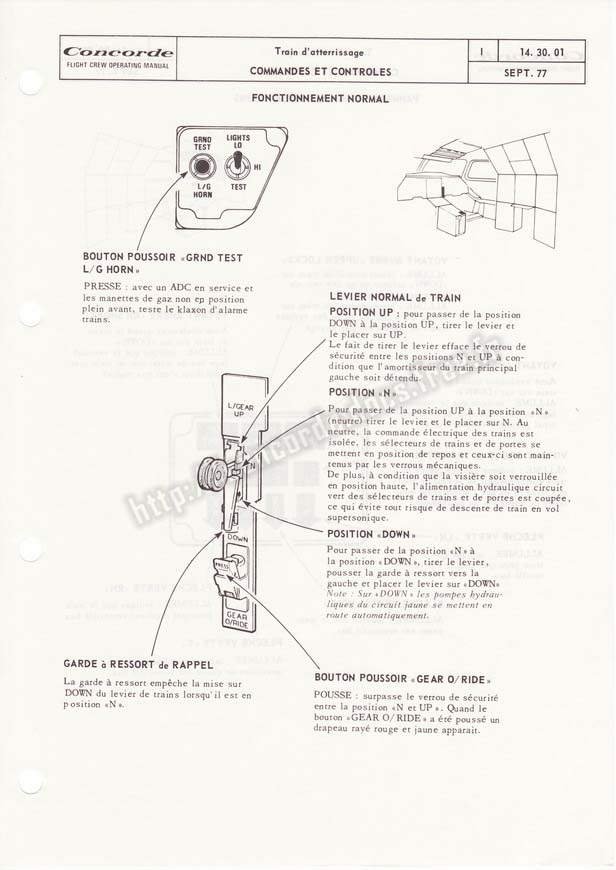 Concorde
FLIGHT CREW OPERATING MANUAL
Train d'atterrissage
COMMANDES ET CONTROLES
I
14. 30. 01
SEPT. 77
FONCTIONNEMENT NORMAL
GRND
TEST
LIGHTS
LO
HI
L/G
HORN
TEST
BOUTON POUSSOIR «GRND TEST
L/G HORN»
PRESSE : avec un ADC en service et
les manettes de gaz non en position
plein avant, teste le klaxon d'alarme
trains.
LEVIER NORMAL de TRAIN
POSITION UP : pour passer de la position
DOWN à la position UP, tirer le levier et
le placer sur UP.
Le fait de tirer le levier efface le verrou de
sécurité entre les positions N et UP à con-
dition que l'amortisseur du train principal
gauche soit détendu.
POSITION «N»
Pour passer de la position UP à la position «N»
(neutre) tirer le levier et le placer sur N. Au
neutre, la commande électrique des trains est
isolée, les sélecteurs de trains et de portes se
mettent en position de repos et ceux-ci sont main-
tenus par les verrous mécaniques.
De plus, à condition que la visière soit verrouillée
en position haute, l'alimentation hydraulique circuit
vert des sélecteurs de trains et de portes est coupée,
ce qui évite tout risque de descente de train en vol
supersonique.
L/GEAR
UP
N
DOWN
PRESS
GEAR
O/RIDE
POSITION «DOWN»
Pour passer de la position «N» à
la position «DOWN», tirer le levier,
pousser la garde à ressort vers la
gauche et placer le levier sur «DOWN»
Note : Sur «DOWN» les pompes hydrau-
liques du circuit jaune se mettent en
route automatiquement.
GARDE à RESSORT de RAPPEL
La garde à ressort empêche la mise sur
DOWN du levier de trains lorsqu'il est en
position «N».
BOUTON POUSSOIR «GEAR O/RIDE»
POUSSE : surpasse le verrou de sécurité
entre la position «N et UP ». Quand le
bouton «GEAR O/RIDE» a été poussé un
drapeau rayé rouge et jaune apparait.